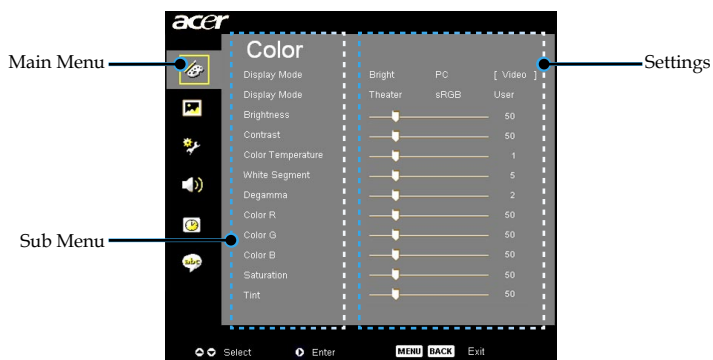 acer
Color
Main Menu
Settings
Display Mode Bright PC [ Video ]
Display Mode Theater sRGB User
Brightness 50
Contrast 50
Color Temperature 1
White Segment 5
Degamma 2
Color R 50
Sub Menu
Color G 50
Color B 50
abc
Saturation 50
Tint 50
Select Enter MENU BACK Exit